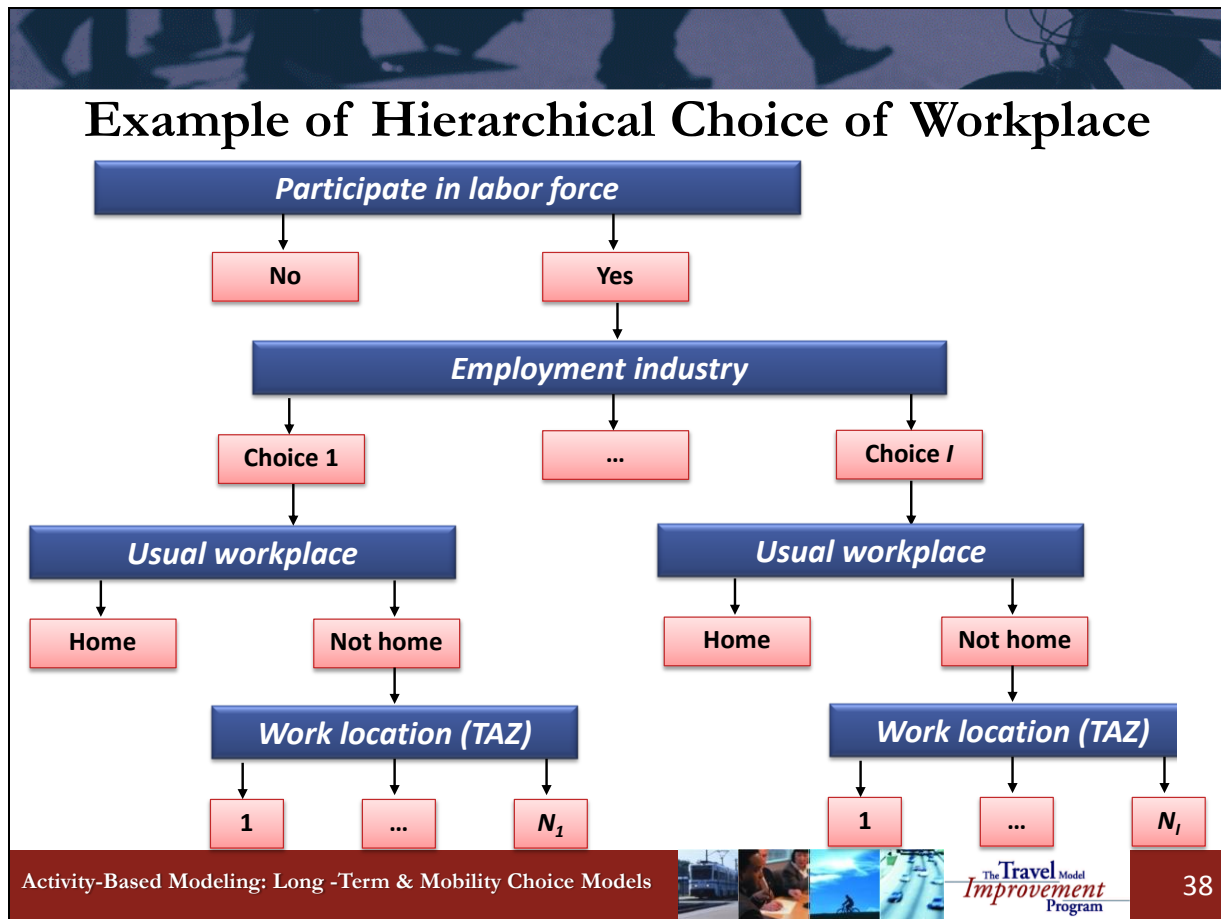 Example of Hierarchical Choice of Workplace
Participate in labor force
No
Yes
Employment industry
Choice 1
...
Choice I
Usual workplace
Usual workplace
Home
Not home
Home
Not home
Work location (TAZ)
Work location (TAZ)
1
...
N1
1
...
NI
Activity-Based Modeling: Long -Term & Mobility Choice Models
The Travel Model
Improvement
Program
38